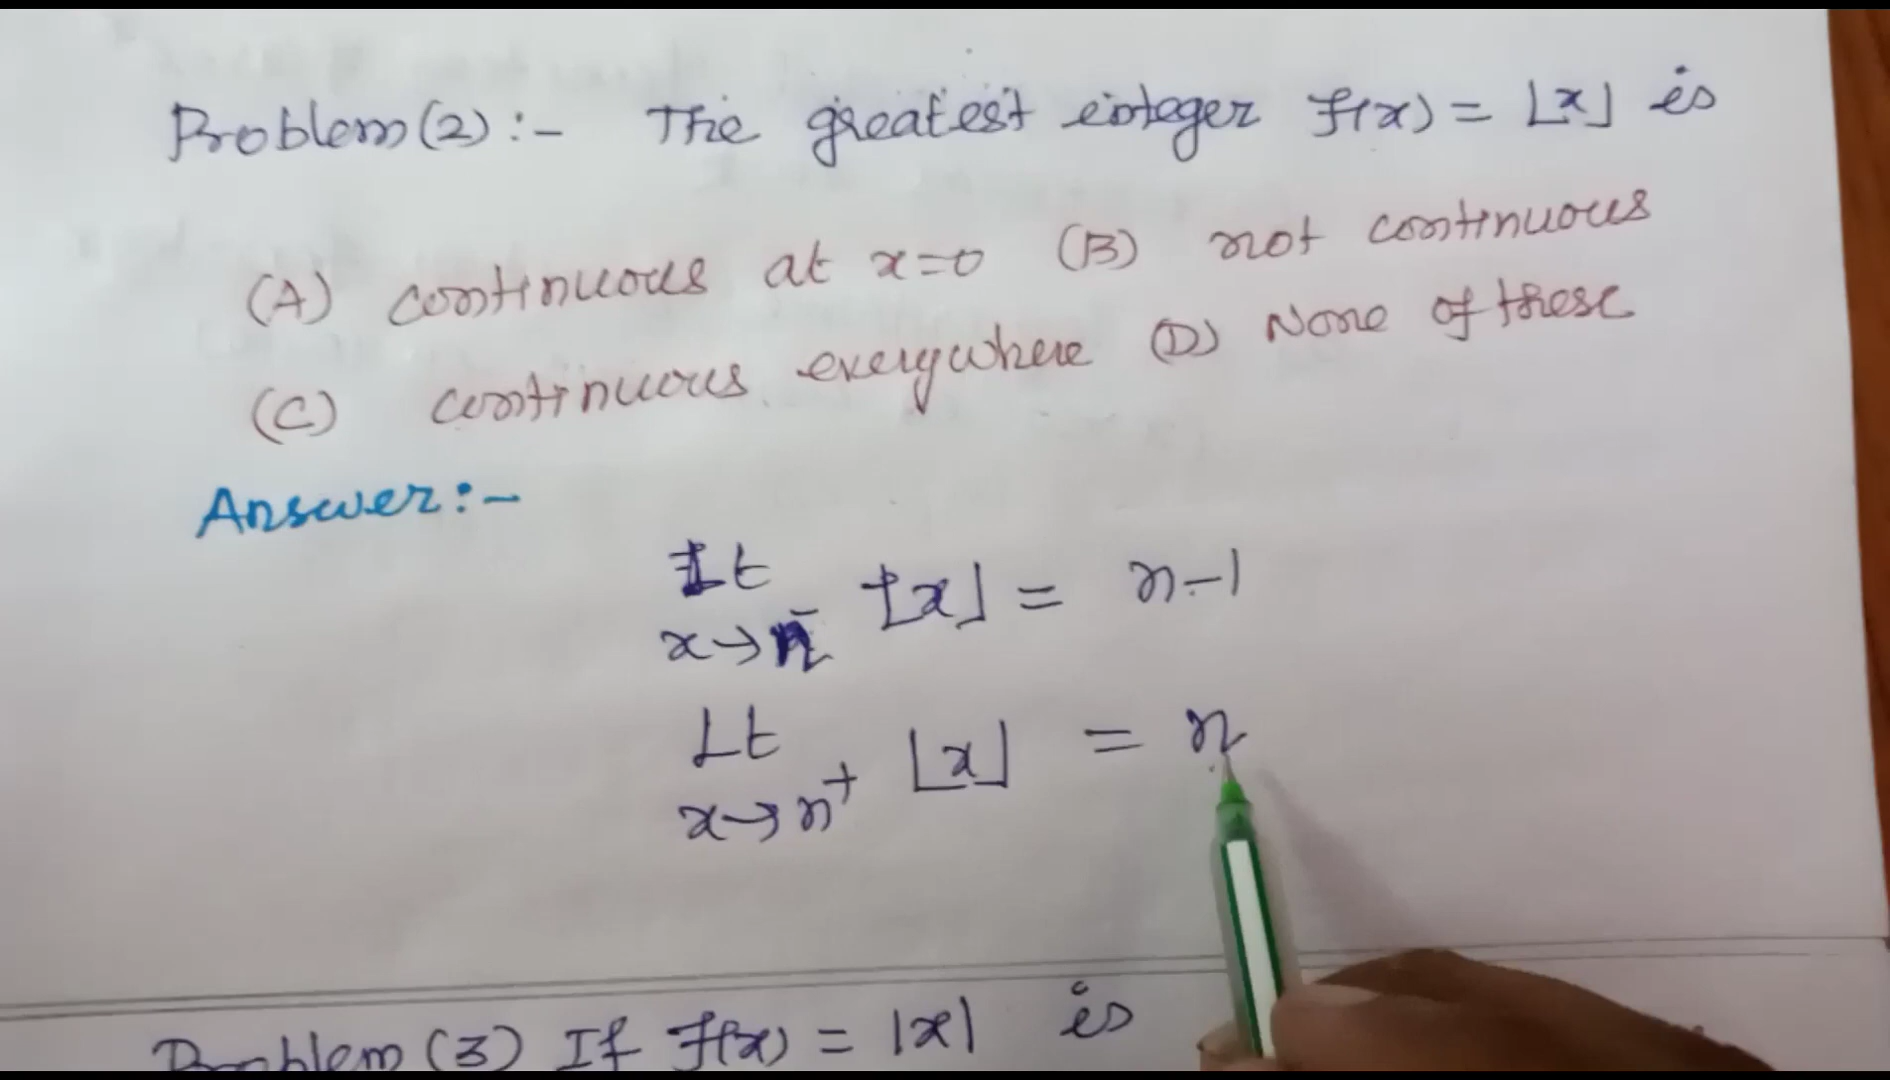 Problem(2):- The greatest integer f(x) = ⌊x⌋ is
(A) continuous at x=0 (B) not continuous
(C) continuous everywhere (D) None of these
Answer:-
Lt x→n⁻ ⌊x⌋ = n-1
Lt x→n⁺ ⌊x⌋ = n
Problem (3) If f(x) = |x| is